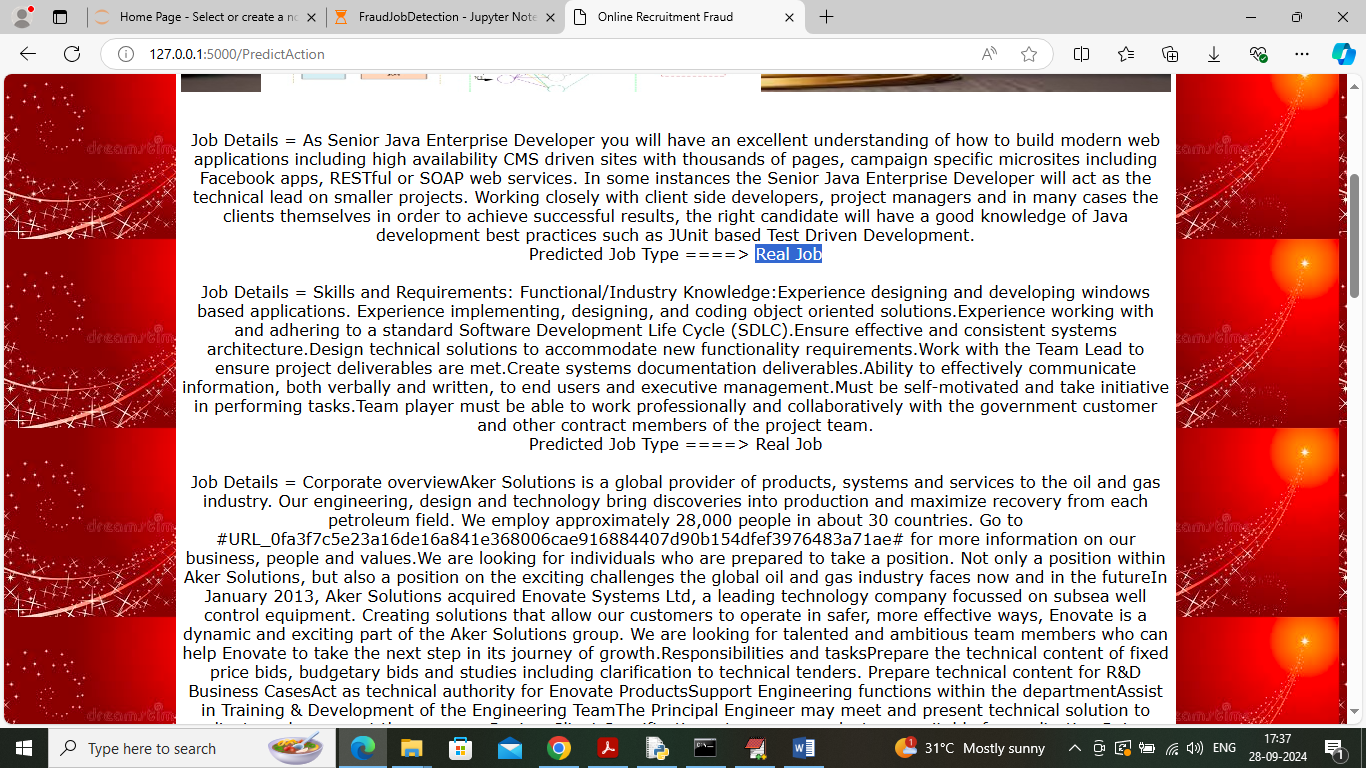 Home Page - Select or create a no
FraudJobDetection - Jupyter Note
Online Recruitment Fraud
127.0.0.1:5000/PredictAction
Job Details = As Senior Java Enterprise Developer you will have an excellent understanding of how to build modern web
applications including high availability CMS driven sites with thousands of pages, campaign specific microsites including
Facebook apps, RESTful or SOAP web services. In some instances the Senior Java Enterprise Developer will act as the
technical lead on smaller projects. Working closely with client side developers, project managers and in many cases the
clients themselves in order to achieve successful results, the right candidate will have a good knowledge of Java
development best practices such as JUnit based Test Driven Development.
Predicted Job Type ====> Real Job
Job Details = Skills and Requirements: Functional/Industry Knowledge:Experience designing and developing windows
based applications. Experience implementing, designing, and coding object oriented solutions.Experience working with
and adhering to a standard Software Development Life Cycle (SDLC).Ensure effective and consistent systems
architecture.Design technical solutions to accommodate new functionality requirements.Work with the Team Lead to
ensure project deliverables are met.Create systems documentation deliverables.Ability to effectively communicate
information, both verbally and written, to end users and executive management.Must be self-motivated and take initiative
in performing tasks.Team player must be able to work professionally and collaboratively with the government customer
and other contract members of the project team.
Predicted Job Type ====> Real Job
Job Details = Corporate overviewAker Solutions is a global provider of products, systems and services to the oil and gas
industry. Our engineering, design and technology bring discoveries into production and maximize recovery from each
petroleum field. We employ approximately 28,000 people in about 30 countries. Go to
#URL_0fa3f7c5e23a16de16a841e368006cae916884407d90b154dfef3976483a71ae# for more information on our
business, people and values.We are looking for individuals who are prepared to take a position. Not only a position within
Aker Solutions, but also a position on the exciting challenges the global oil and gas industry faces now and in the futureIn
January 2013, Aker Solutions acquired Enovate Systems Ltd, a leading technology company focussed on subsea well
control equipment. Creating solutions that allow our customers to operate in safer, more effective ways, Enovate is a
dynamic and exciting part of the Aker Solutions group. We are looking for talented and ambitious team members who can
help Enovate to take the next step in its journey of growth.Responsibilities and tasksPrepare the technical content of fixed
price bids, budgetary bids and studies including clarification to technical tenders. Prepare technical content for R&D
Business CasesAct as technical authority for Enovate ProductsSupport Engineering functions within the departmentAssist
in Training & Development of the Engineering TeamThe Principal Engineer may meet and present technical solution to
dreamstime
Type here to search
31°C Mostly sunny
ENG
17:37
28-09-2024